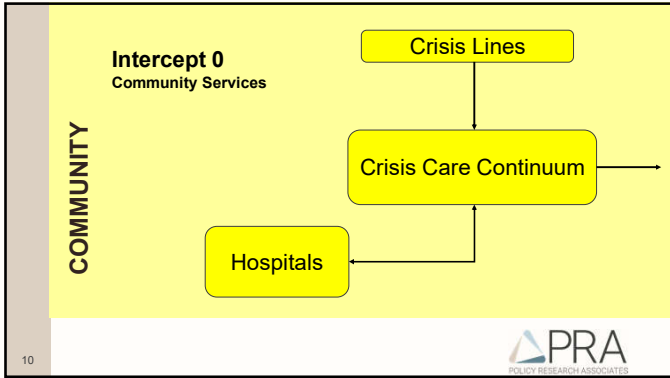 Intercept 0
Community Services
COMMUNITY
Crisis Lines
Crisis Care Continuum
Hospitals
10
PRA
POLICY RESEARCH ASSOCIATES